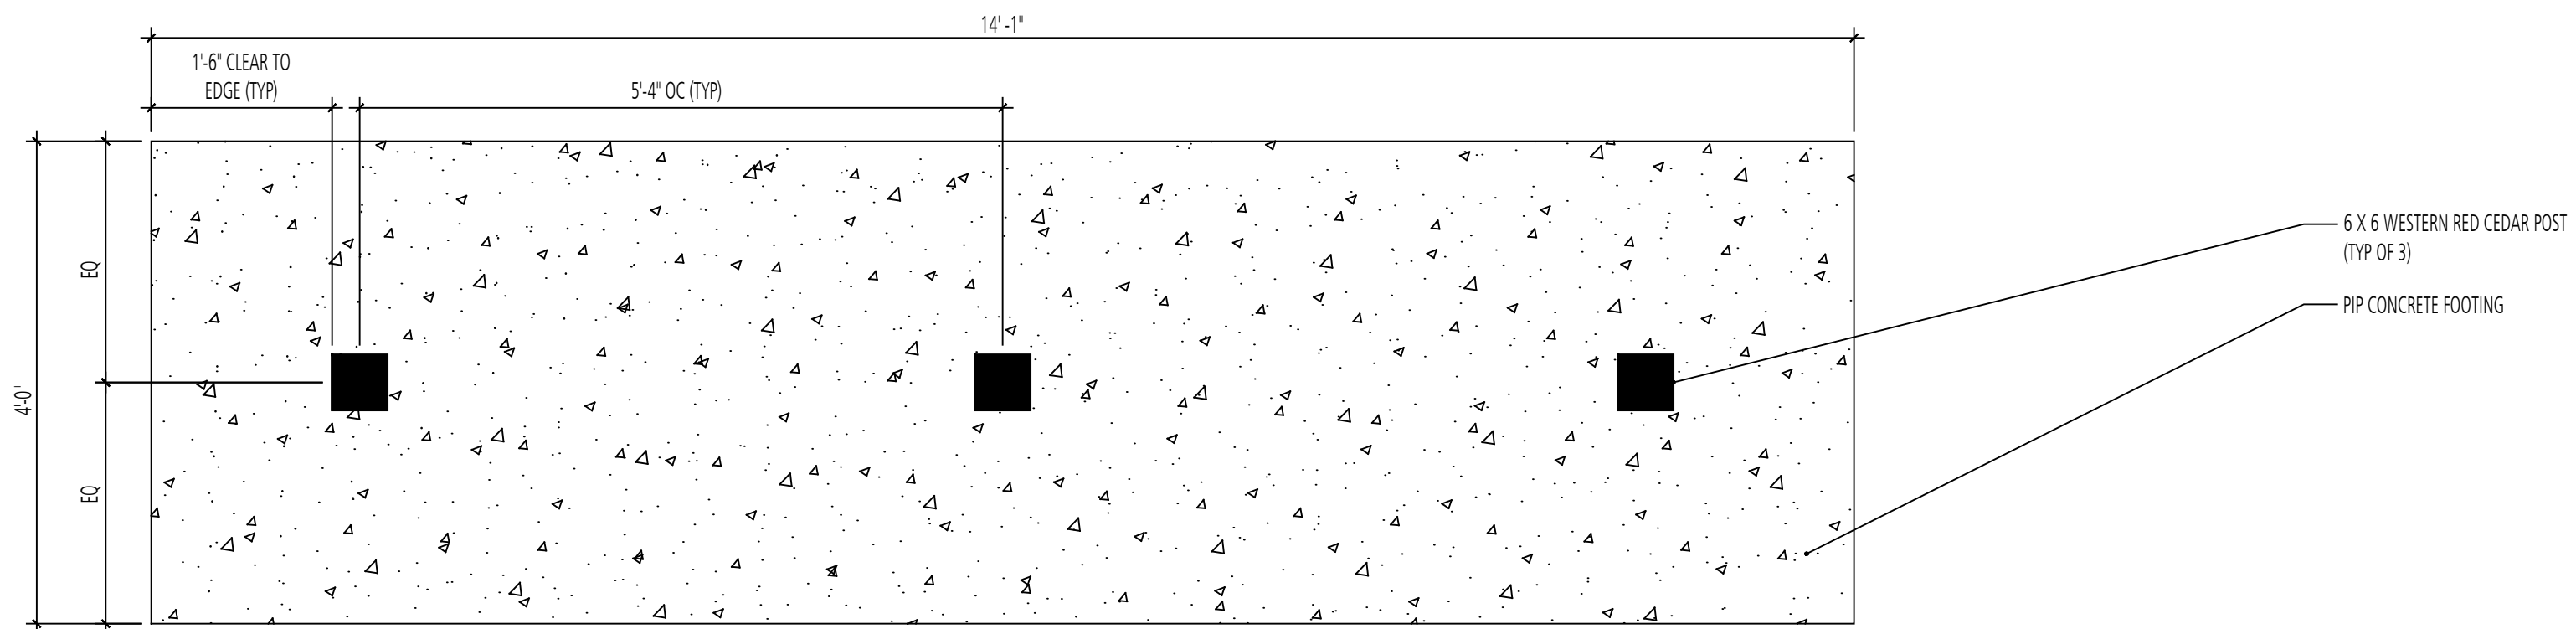 14' -1"
1'-6" CLEAR TO
EDGE (TYP)
5'-4" OC (TYP)
EQ
4'-0"
EQ
6 X 6 WESTERN RED CEDAR POST
(TYP OF 3)
PIP CONCRETE FOOTING